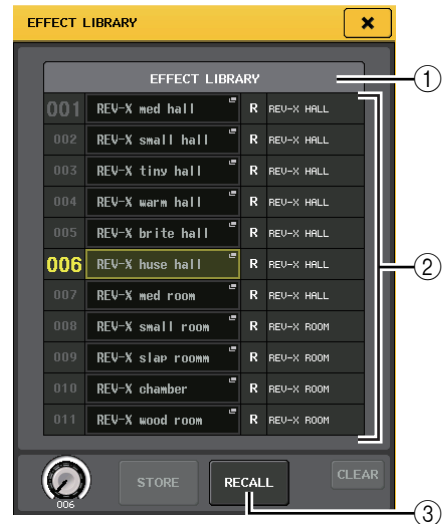 EFFECT LIBRARY
EFFECT LIBRARY ①
001 REV-X med hall R REV-X HALL
002 REV-X small hall R REV-X HALL
003 REV-X tiny hall R REV-X HALL
004 REV-X warm hall R REV-X HALL
005 REV-X brite hall R REV-X HALL
006 REV-X huse hall R REV-X HALL ②
007 REV-X med room R REV-X HALL
008 REV-X small room R REV-X ROOM
009 REV-X slap roomm R REV-X ROOM
010 REV-X chamber R REV-X ROOM
011 REV-X wood room R REV-X ROOM
006 STORE RECALL CLEAR
③